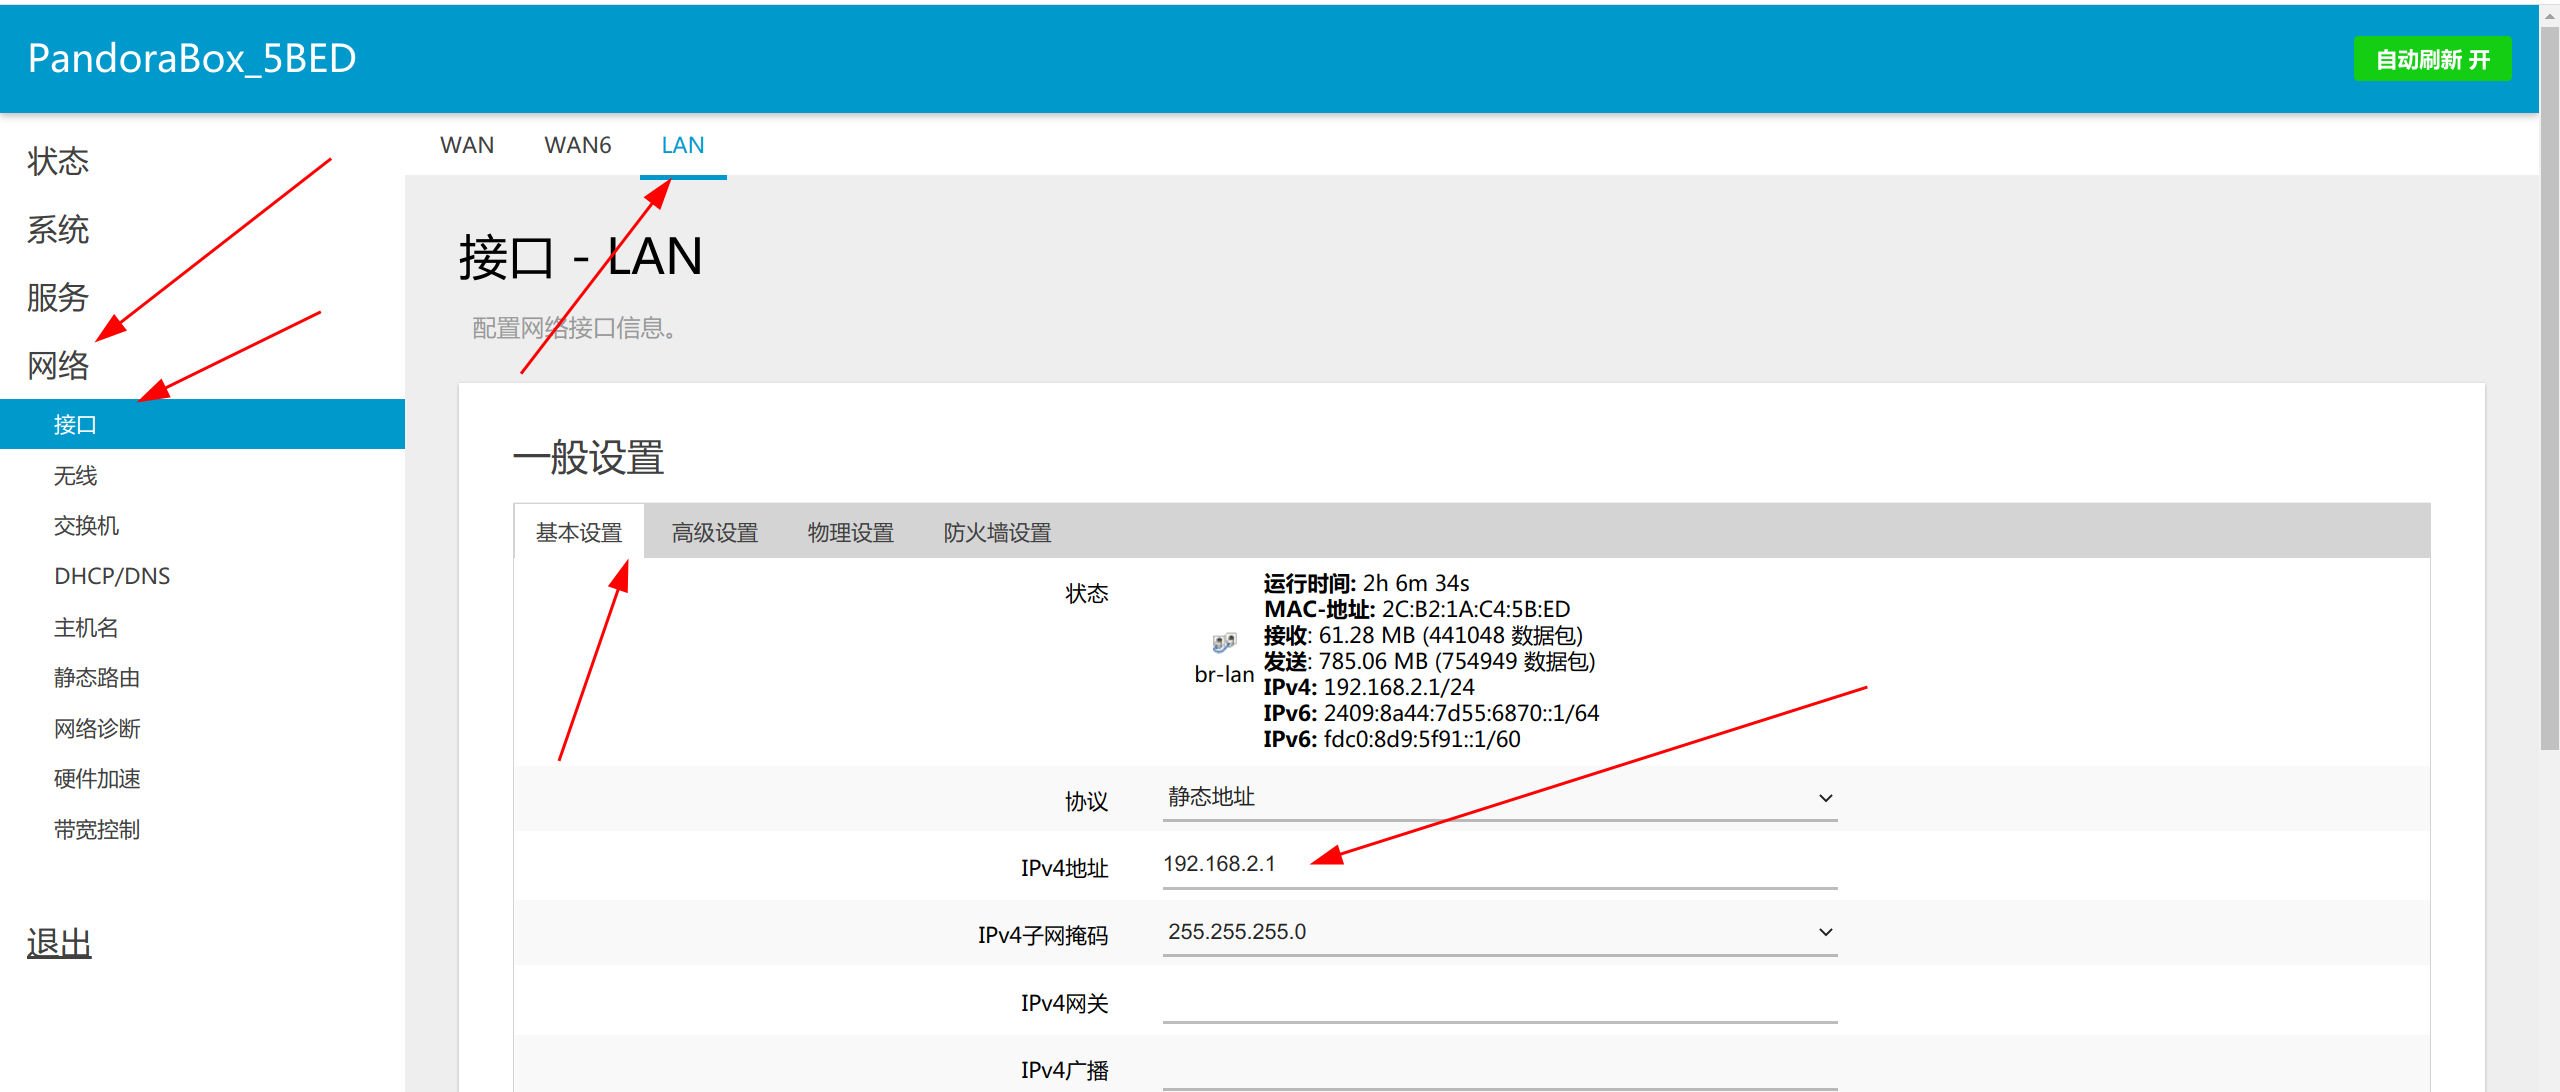 PandoraBox_5BED
自动刷新 开
状态
系统
服务
网络
接口
无线
交换机
DHCP/DNS
主机名
静态路由
网络诊断
硬件加速
带宽控制
退出
WAN WAN6 LAN
接口 - LAN
配置网络接口信息。
一般设置
基本设置 高级设置 物理设置 防火墙设置
状态
br-lan
运行时间: 2h 6m 34s
MAC-地址: 2C:B2:1A:C4:5B:ED
接收: 61.28 MB (441048 数据包)
发送: 785.06 MB (754949 数据包)
IPv4: 192.168.2.1/24
IPv6: 2409:8a44:7d55:6870::1/64
IPv6: fdc0:8d9:5f91::1/60
协议 静态地址
IPv4地址 192.168.2.1
IPv4子网掩码 255.255.255.0
IPv4网关
IPv4广播